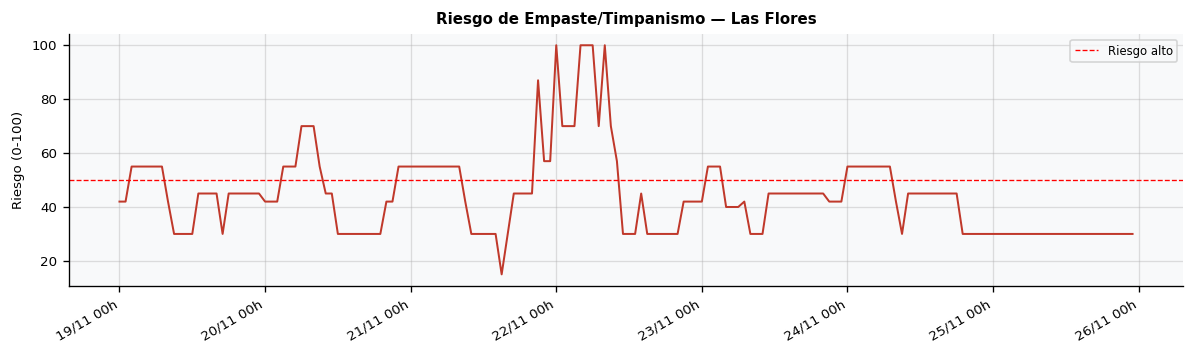 Riesgo de Empaste/Timpanismo — Las Flores
Riesgo (0-100)
100
80
60
40
20
Riesgo alto
19/11 00h
20/11 00h
21/11 00h
22/11 00h
23/11 00h
24/11 00h
25/11 00h
26/11 00h